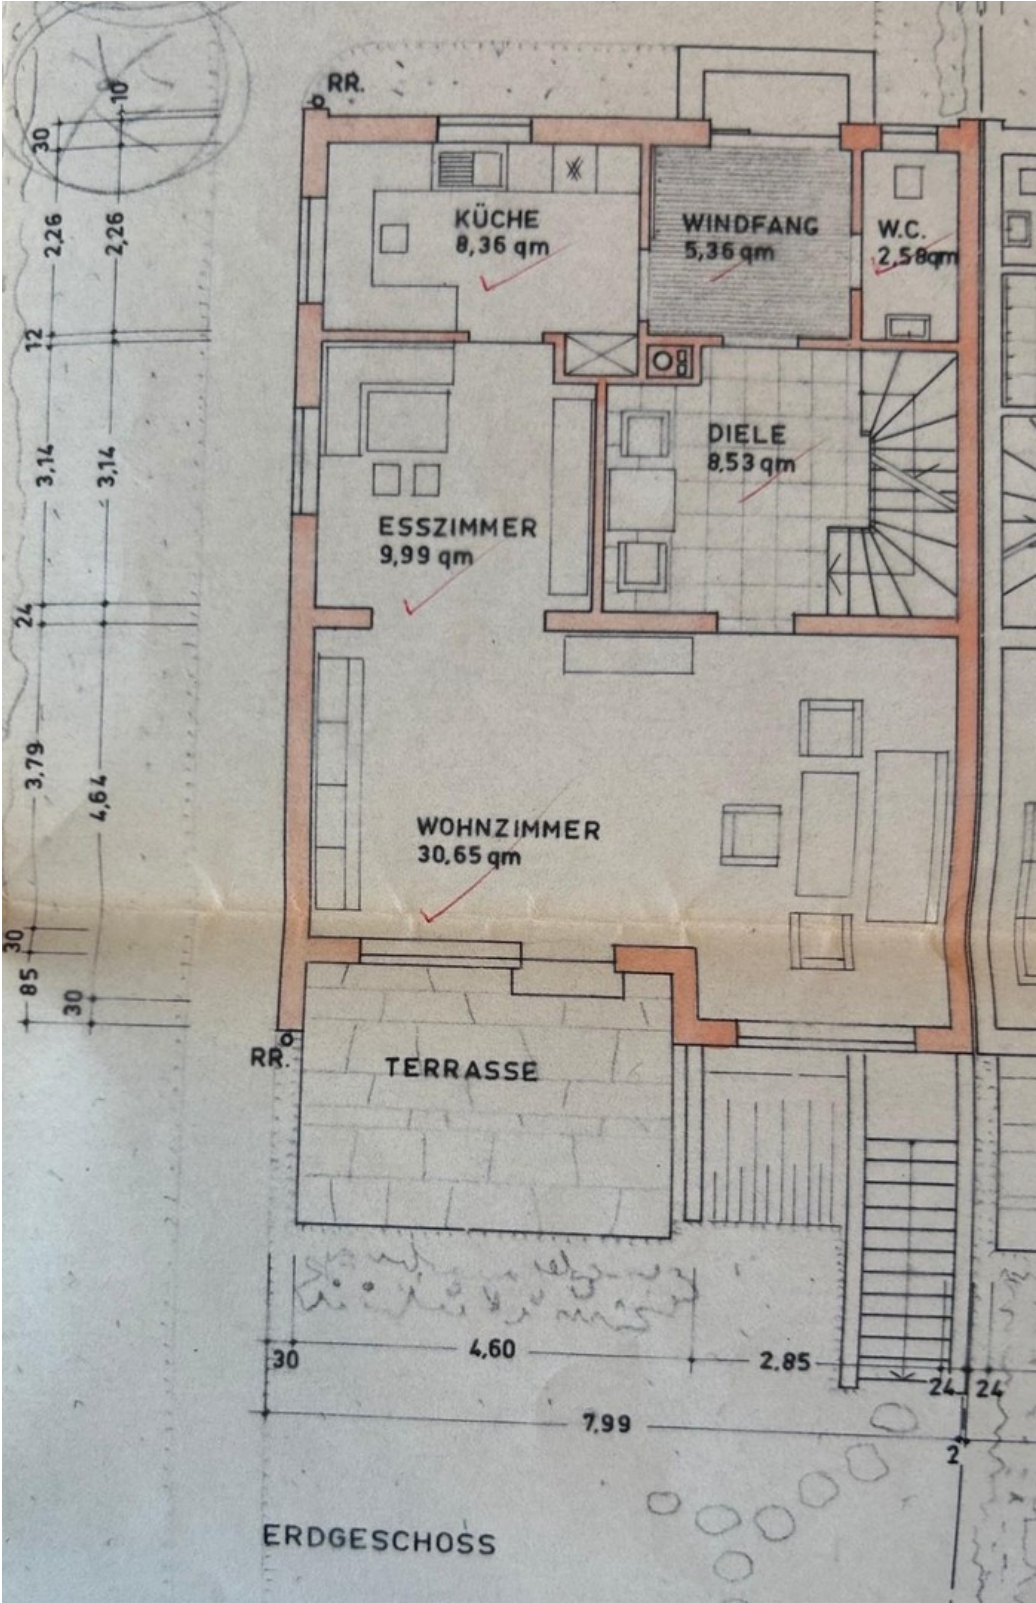 RR.
10
30
KÜCHE
8,36 qm
WINDFANG
5,36 qm
W.C.
2,58qm
2,26
2,26
12
DIELE
8,53 qm
3,14
3,14
ESSZIMMER
9,99 qm
24
3,79
4,64
WOHNZIMMER
30,65 qm
30
85
30
RR.
TERRASSE
30
4,60
2,85
24
24
7,99
2
ERDGESCHOSS